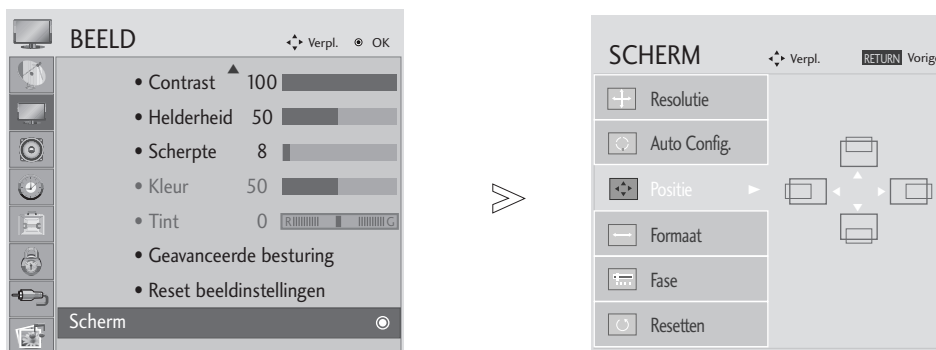 BEELD Verpl. OK
• Contrast 100
• Helderheid 50
• Scherpte 8
• Kleur 50
• Tint 0 R G
• Geavanceerde besturing
• Reset beeldinstellingen
Scherm
SCHERM Verpl. RETURN Vorige
Resolutie
Auto Config.
Positie
Formaat
Fase
Resetten